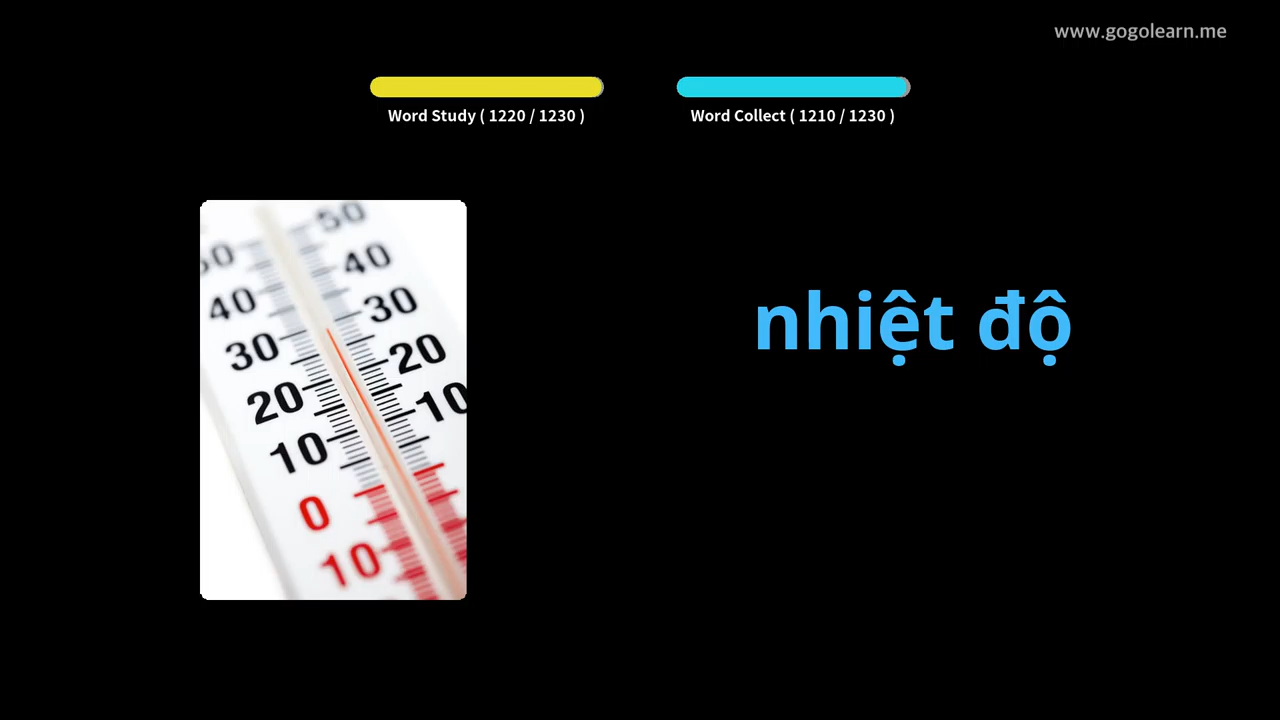 www.gogolearn.me
Word Study ( 1220 / 1230 )
Word Collect ( 1210 / 1230 )
nhiệt độ
50
40
40
30
30
20
20
10
10
0
10